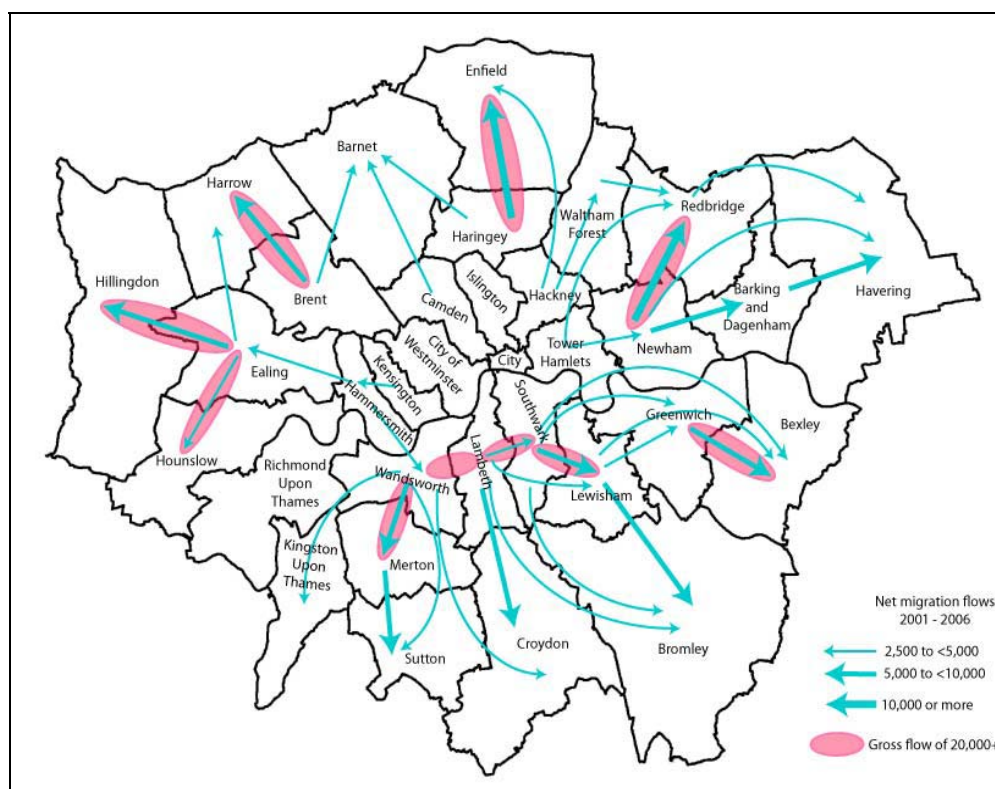 Enfield
Barnet
Harrow
Redbridge
Waltham
Forest
Haringey
Hillingdon
Islington
Brent
Camden
Hackney
Barking
and
Dagenham
Havering
City of
Westminster
Tower
Hamlets
Newham
City
Ealing
Kensington
Hammersmith
Southwark
Greenwich
Bexley
Hounslow
Richmond
Upon
Thames
Wandsworth
Lambeth
Lewisham
Kingston
Upon
Thames
Merton
Sutton
Croydon
Bromley
Net migration flows
2001 - 2006
2,500 to <5,000
5,000 to <10,000
10,000 or more
Gross flow of 20,000+